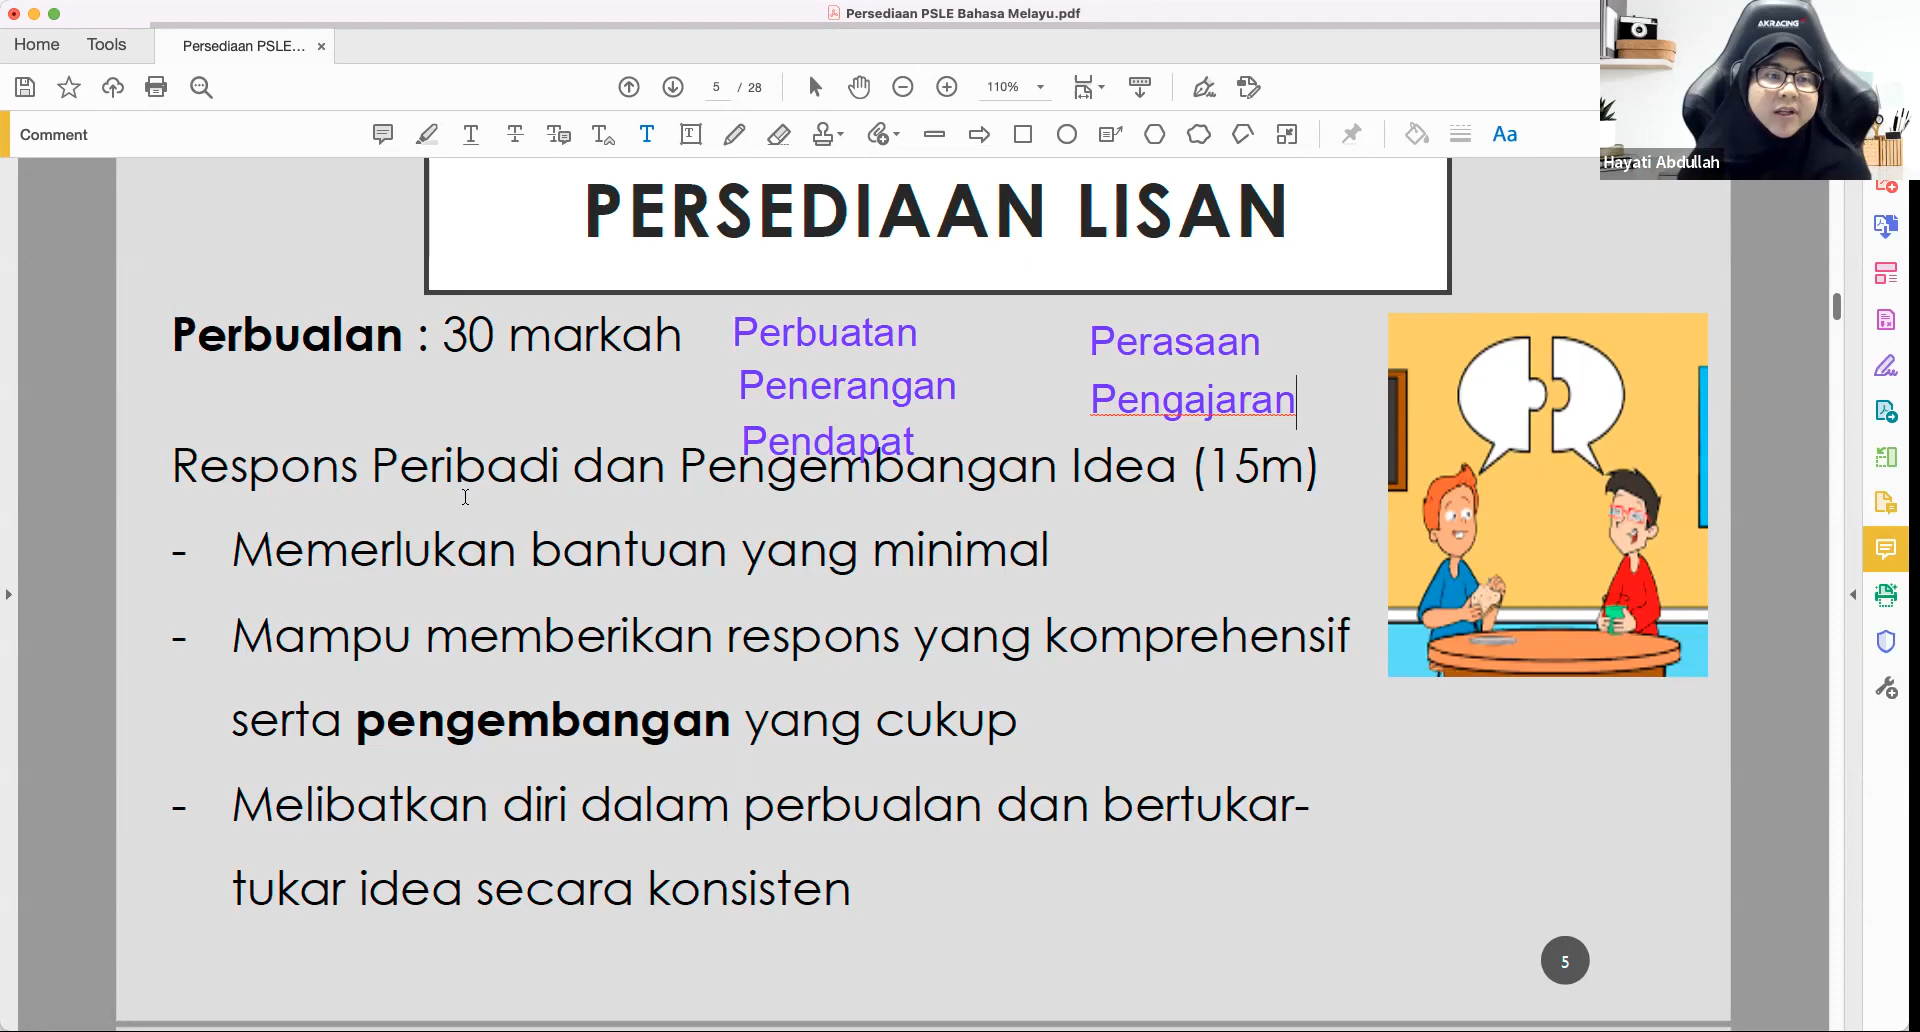 Persediaan PSLE Bahasa Melayu.pdf
Home Tools Persediaan PSLE... ×
5 / 28 110%
Comment Aa
AKRACING
Hayati Abdullah
PERSEDIAAN LISAN
Perbualan : 30 markah
Perbuatan
Penerangan
Pendapat
Perasaan
Pengajaran
Respons Peribadi dan Pengembangan Idea (15m)
- Memerlukan bantuan yang minimal
- Mampu memberikan respons yang komprehensif
serta pengembangan yang cukup
- Melibatkan diri dalam perbualan dan bertukar-
tukar idea secara konsisten
5